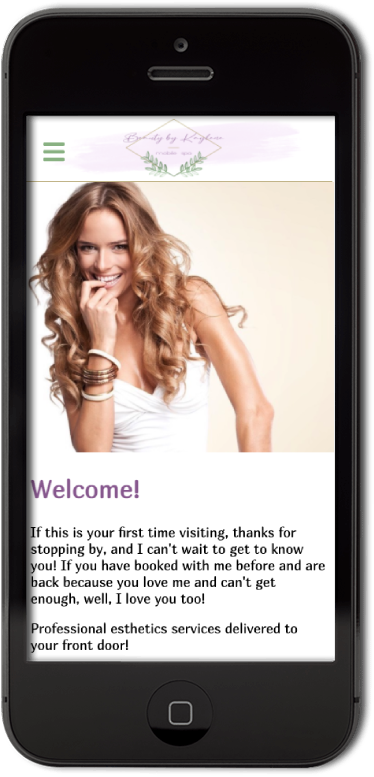 Beauty by
Welcome!
If this is your first time visiting, thanks for
stopping by, and I can't wait to get to know
you! If you have booked with me before and are
back because you love me and can't get
enough, well, I love you too!
Professional esthetics services delivered to
your front door!